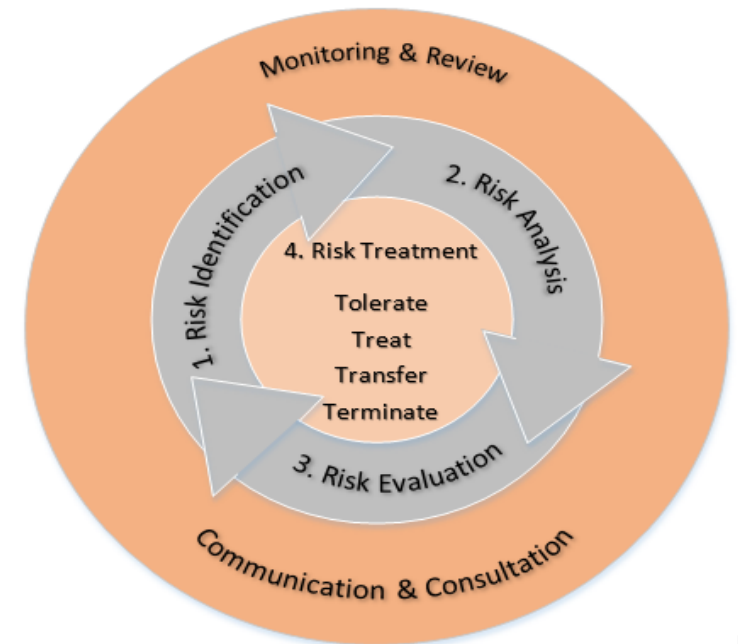 Monitoring & Review
1. Risk Identification
2. Risk Analysis
4. Risk Treatment
Tolerate
Treat
Transfer
Terminate
3. Risk Evaluation
Communication & Consultation